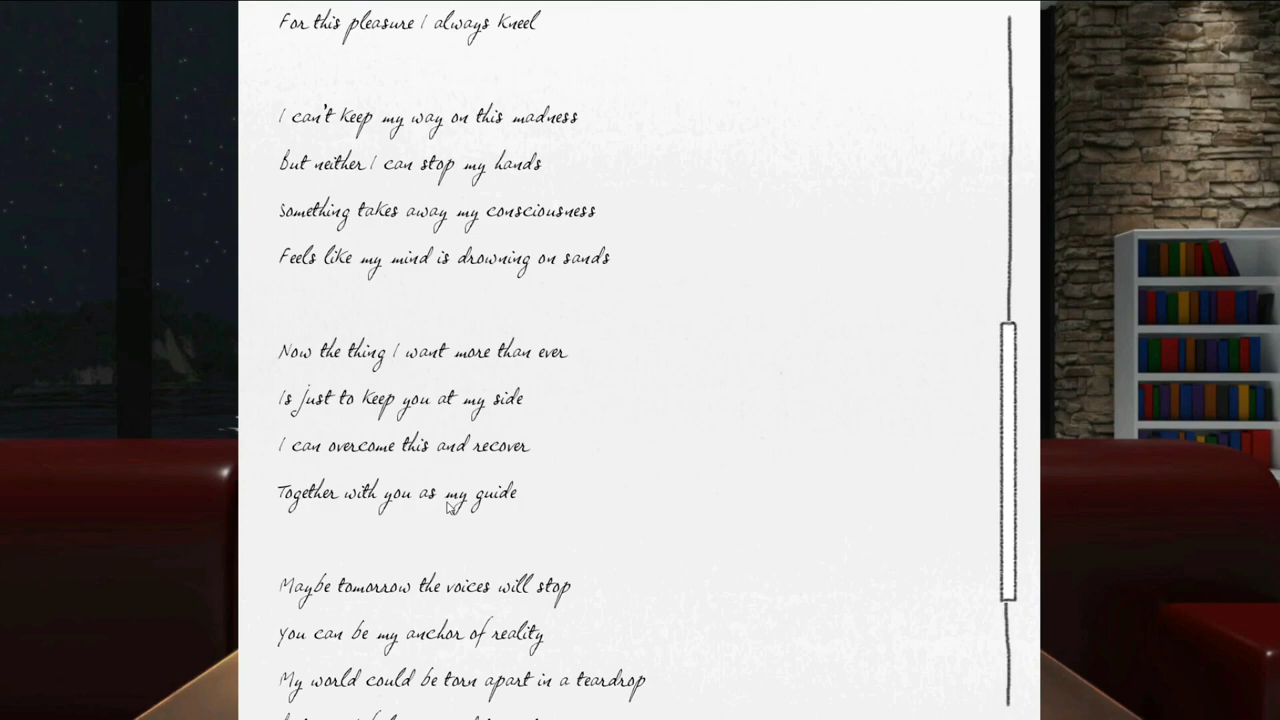 For this pleasure I always kneel
I can't keep my way on this madness
but neither I can stop my hands
Something takes away my consciousness
Feels like my mind is drowning on sands
Now the thing I want more than ever
Is just to keep you at my side
I can overcome this and recover
Together with you as my guide
Maybe tomorrow the voices will stop
You can be my anchor of reality
My world could be torn apart in a teardrop